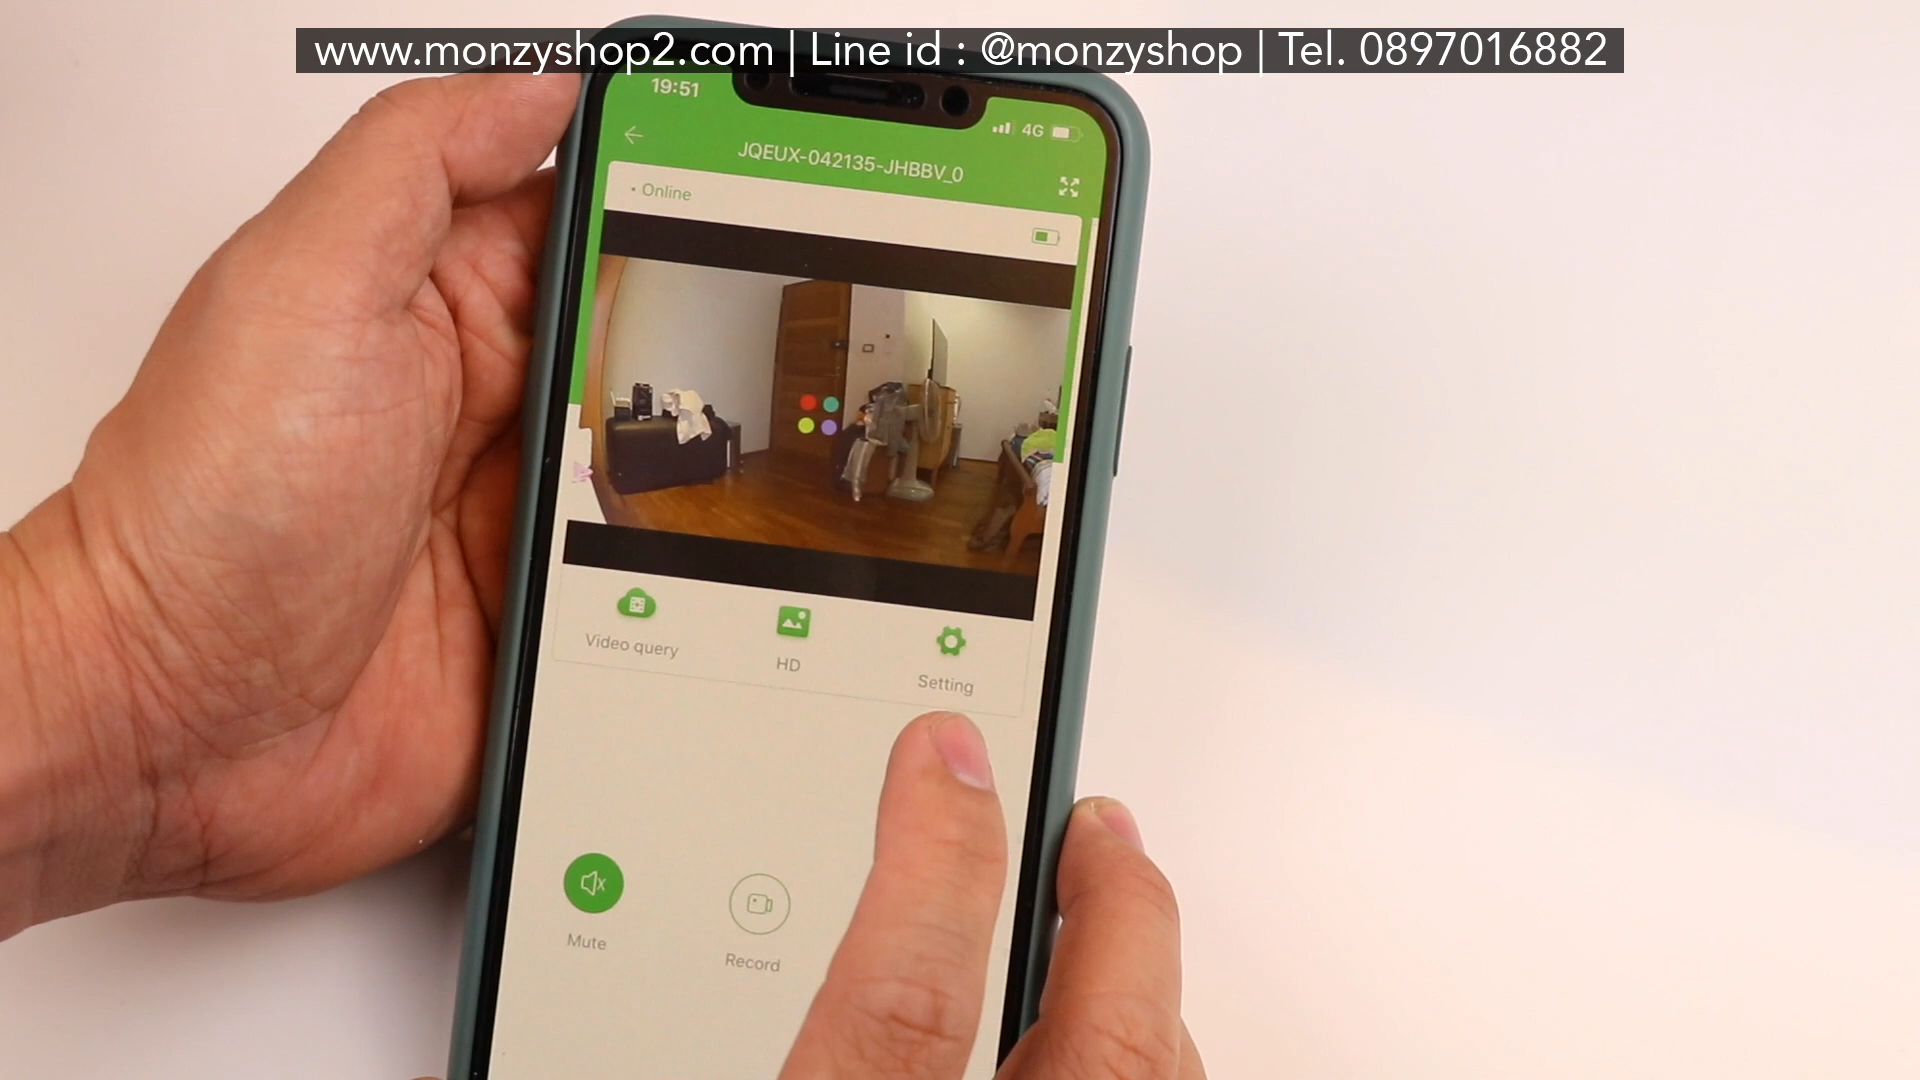 www.monzyshop2.com | Line id : @monzyshop | Tel. 0897016882
19:51
4G
JQEUX-042135-JHBBV_0
• Online
Video query
HD
Setting
Mute
Record